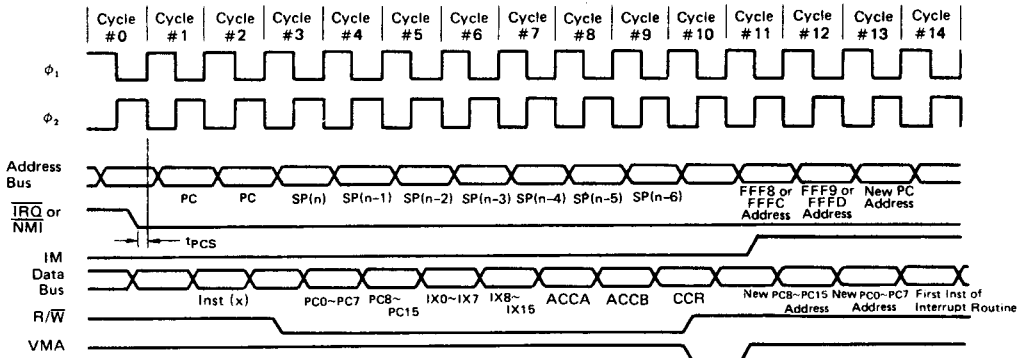 Cycle #0 Cycle #1 Cycle #2 Cycle #3 Cycle #4 Cycle #5 Cycle #6 Cycle #7 Cycle #8 Cycle #9 Cycle #10 Cycle #11 Cycle #12 Cycle #13 Cycle #14
ϕ1
ϕ2
Address Bus
PC PC SP(n) SP(n-1) SP(n-2) SP(n-3) SP(n-4) SP(n-5) SP(n-6) FFF8 or FFFC Address FFF9 or FFFD Address New PC Address
IRQ or NMI
tPCS
IM
Data Bus
Inst (x) PC0~PC7 PC8~PC15 IX0~IX7 IX8~IX15 ACCA ACCB CCR New PC8~PC15 Address New PC0~PC7 Address First Inst of Interrupt Routine
R/W
VMA